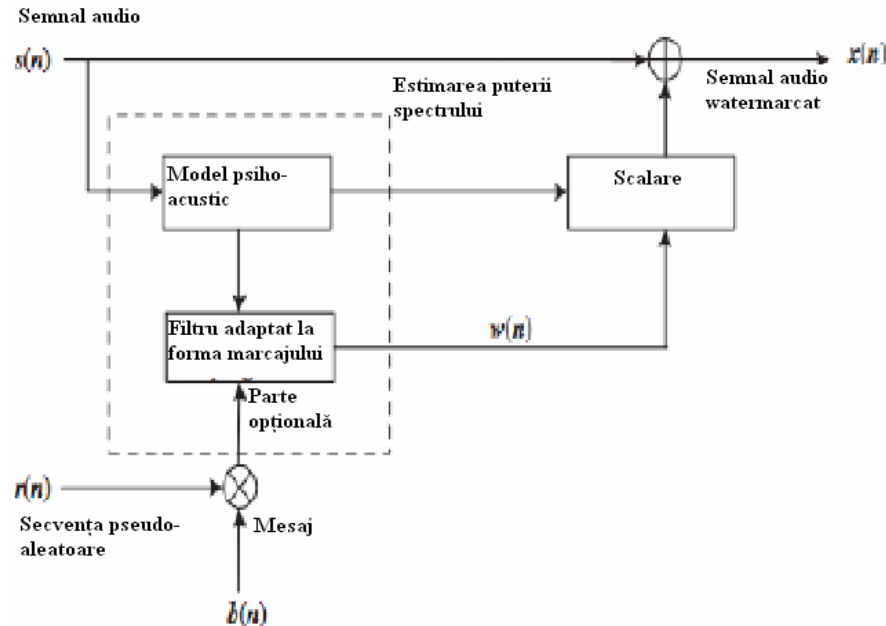 Semnal audio
s(n)
x(n)
Semnal audio
watermarcat
Estimarea puterii
spectrului
Model psiho-
acustic
Scalare
Filtru adaptat la
forma marcajului
w(n)
Parte
opțională
r(n)
Secvența pseudo-
aleatoare
Mesaj
b(n)